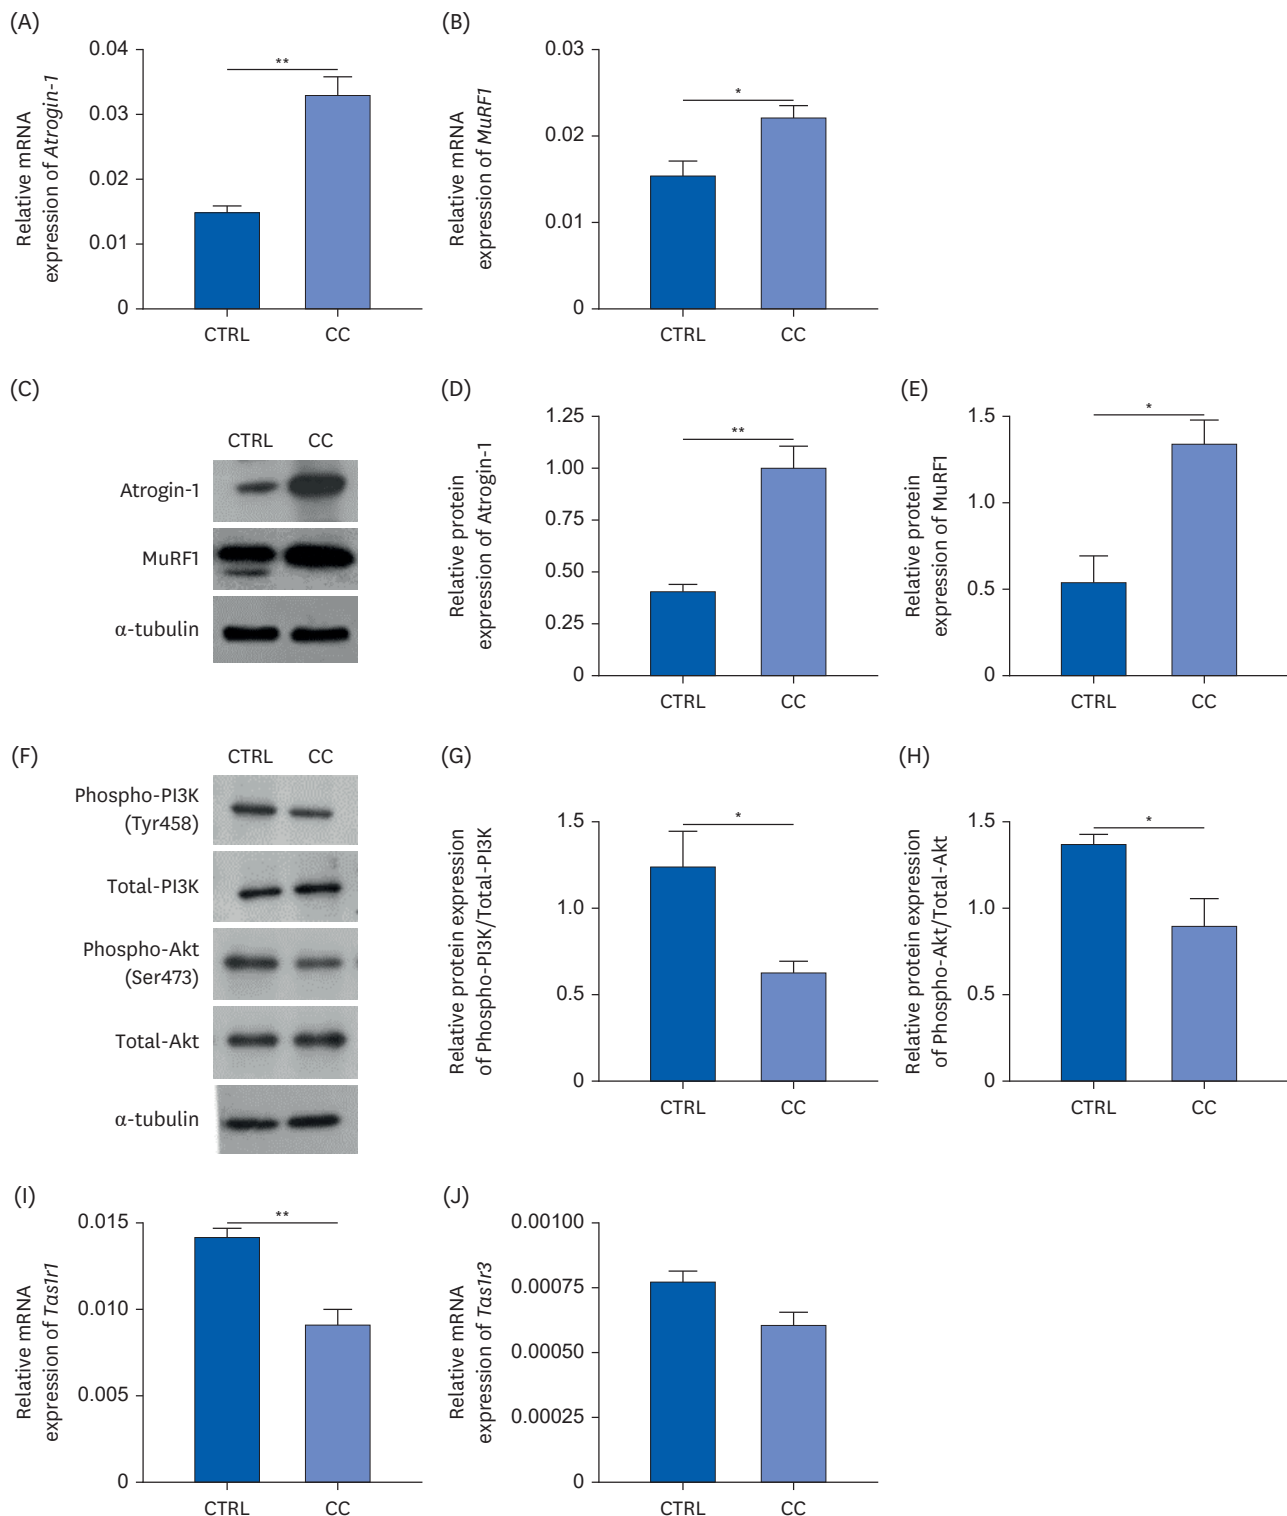 (A)
Relative mRNA
expression of Atrogin-1
0.04
0.03
0.02
0.01
0
**
CTRL CC
(B)
Relative mRNA
expression of MuRF1
0.03
0.02
0.01
0
*
CTRL CC
(C)
CTRL CC
Atrogin-1
MuRF1
α-tubulin
(D)
Relative protein
expression of Atrogin-1
1.25
1.00
0.75
0.50
0.25
0
**
CTRL CC
(E)
Relative protein
expression of MuRF1
1.5
1.0
0.5
0
*
CTRL CC
(F)
CTRL CC
Phospho-PI3K
(Tyr458)
Total-PI3K
Phospho-Akt
(Ser473)
Total-Akt
α-tubulin
(G)
Relative protein expression
of Phospho-PI3K/Total-PI3K
1.5
1.0
0.5
0
*
CTRL CC
(H)
Relative protein expression
of Phospho-Akt/Total-Akt
1.5
1.0
0.5
0
*
CTRL CC
(I)
Relative mRNA
expression of Tas1r1
0.015
0.010
0.005
0
**
CTRL CC
(J)
Relative mRNA
expression of Tas1r3
0.00100
0.00075
0.00050
0.00025
0
CTRL CC